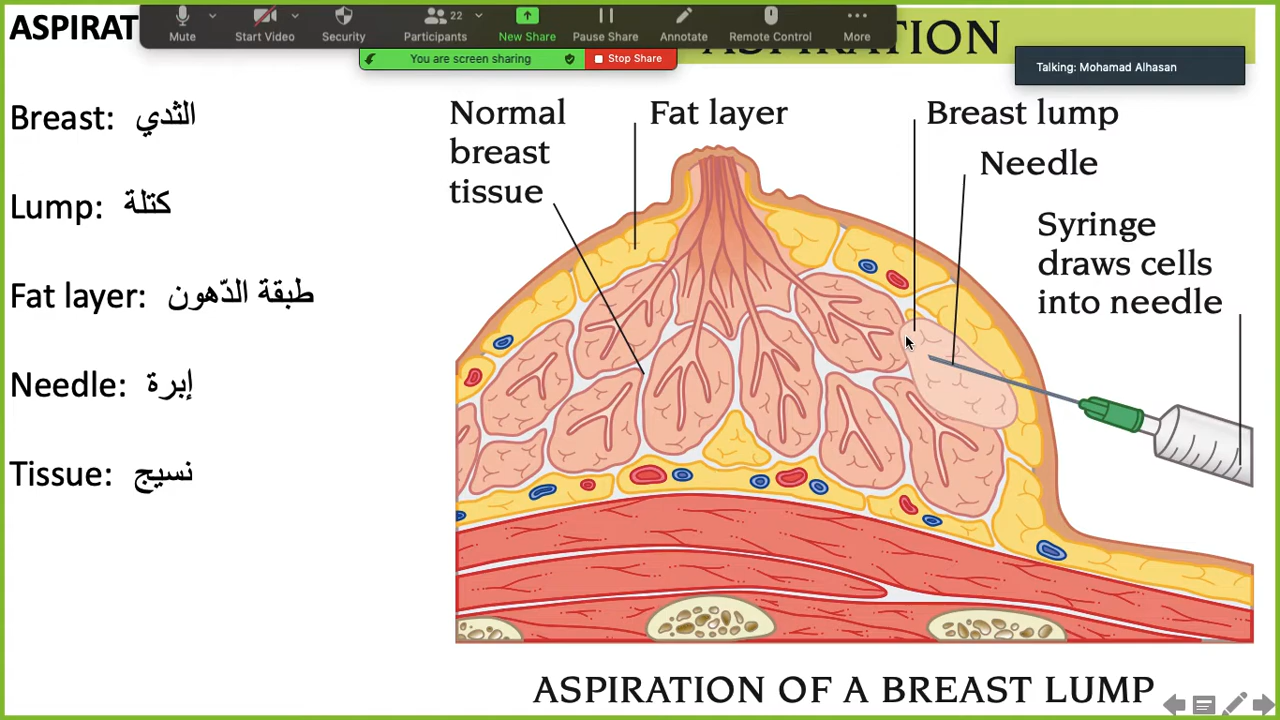 Mute
Start Video
Security
Participants
22
New Share
Pause Share
Annotate
Remote Control
More
You are screen sharing
Stop Share
Talking: Mohamad Alhasan
Breast: الثدي
Lump: كتلة
Fat layer: طبقة الدّهون
Needle: إبرة
Tissue: نسيج
Normal
breast
tissue
Fat layer
Breast lump
Needle
Syringe
draws cells
into needle
ASPIRATION OF A BREAST LUMP